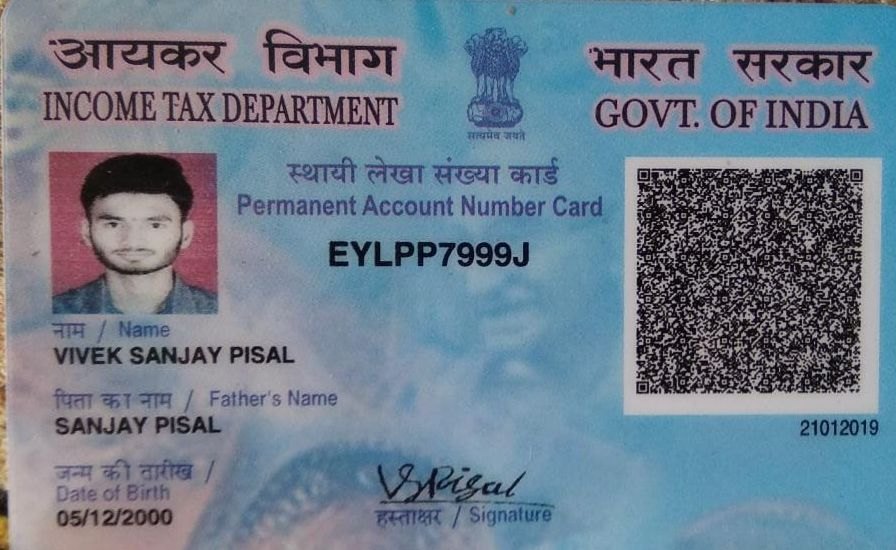 आयकर विभाग
INCOME TAX DEPARTMENT
सत्यमेव जयते
भारत सरकार
GOVT. OF INDIA
स्थायी लेखा संख्या कार्ड
Permanent Account Number Card
EYLPP7999J
नाम / Name
VIVEK SANJAY PISAL
पिता का नाम / Father's Name
SANJAY PISAL
जन्म की तारीख /
Date of Birth
05/12/2000
VSPisal
हस्ताक्षर / Signature
21012019